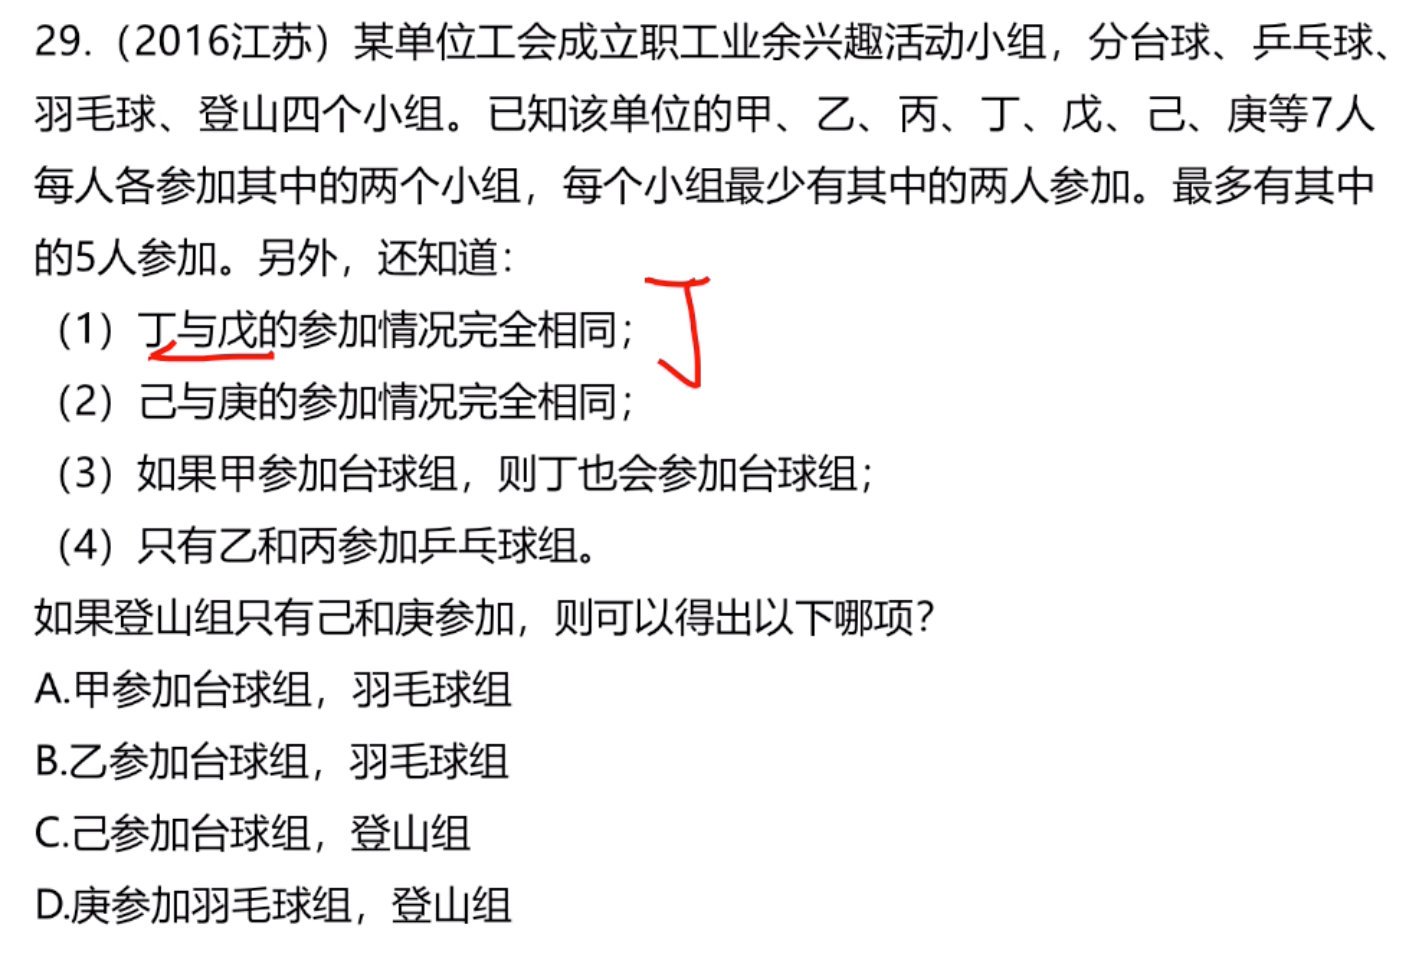 29.（2016江苏）某单位工会成立职工业余兴趣活动小组，分台球、乒乓球、
羽毛球、登山四个小组。已知该单位的甲、乙、丙、丁、戊、己、庚等7人
每人各参加其中的两个小组，每个小组最少有其中的两人参加。最多有其中
的5人参加。另外，还知道：
（1）丁与戊的参加情况完全相同；
（2）己与庚的参加情况完全相同；
（3）如果甲参加台球组，则丁也会参加台球组；
（4）只有乙和丙参加乒乓球组。
如果登山组只有己和庚参加，则可以得出以下哪项？
A.甲参加台球组，羽毛球组
B.乙参加台球组，羽毛球组
C.己参加台球组，登山组
D.庚参加羽毛球组，登山组